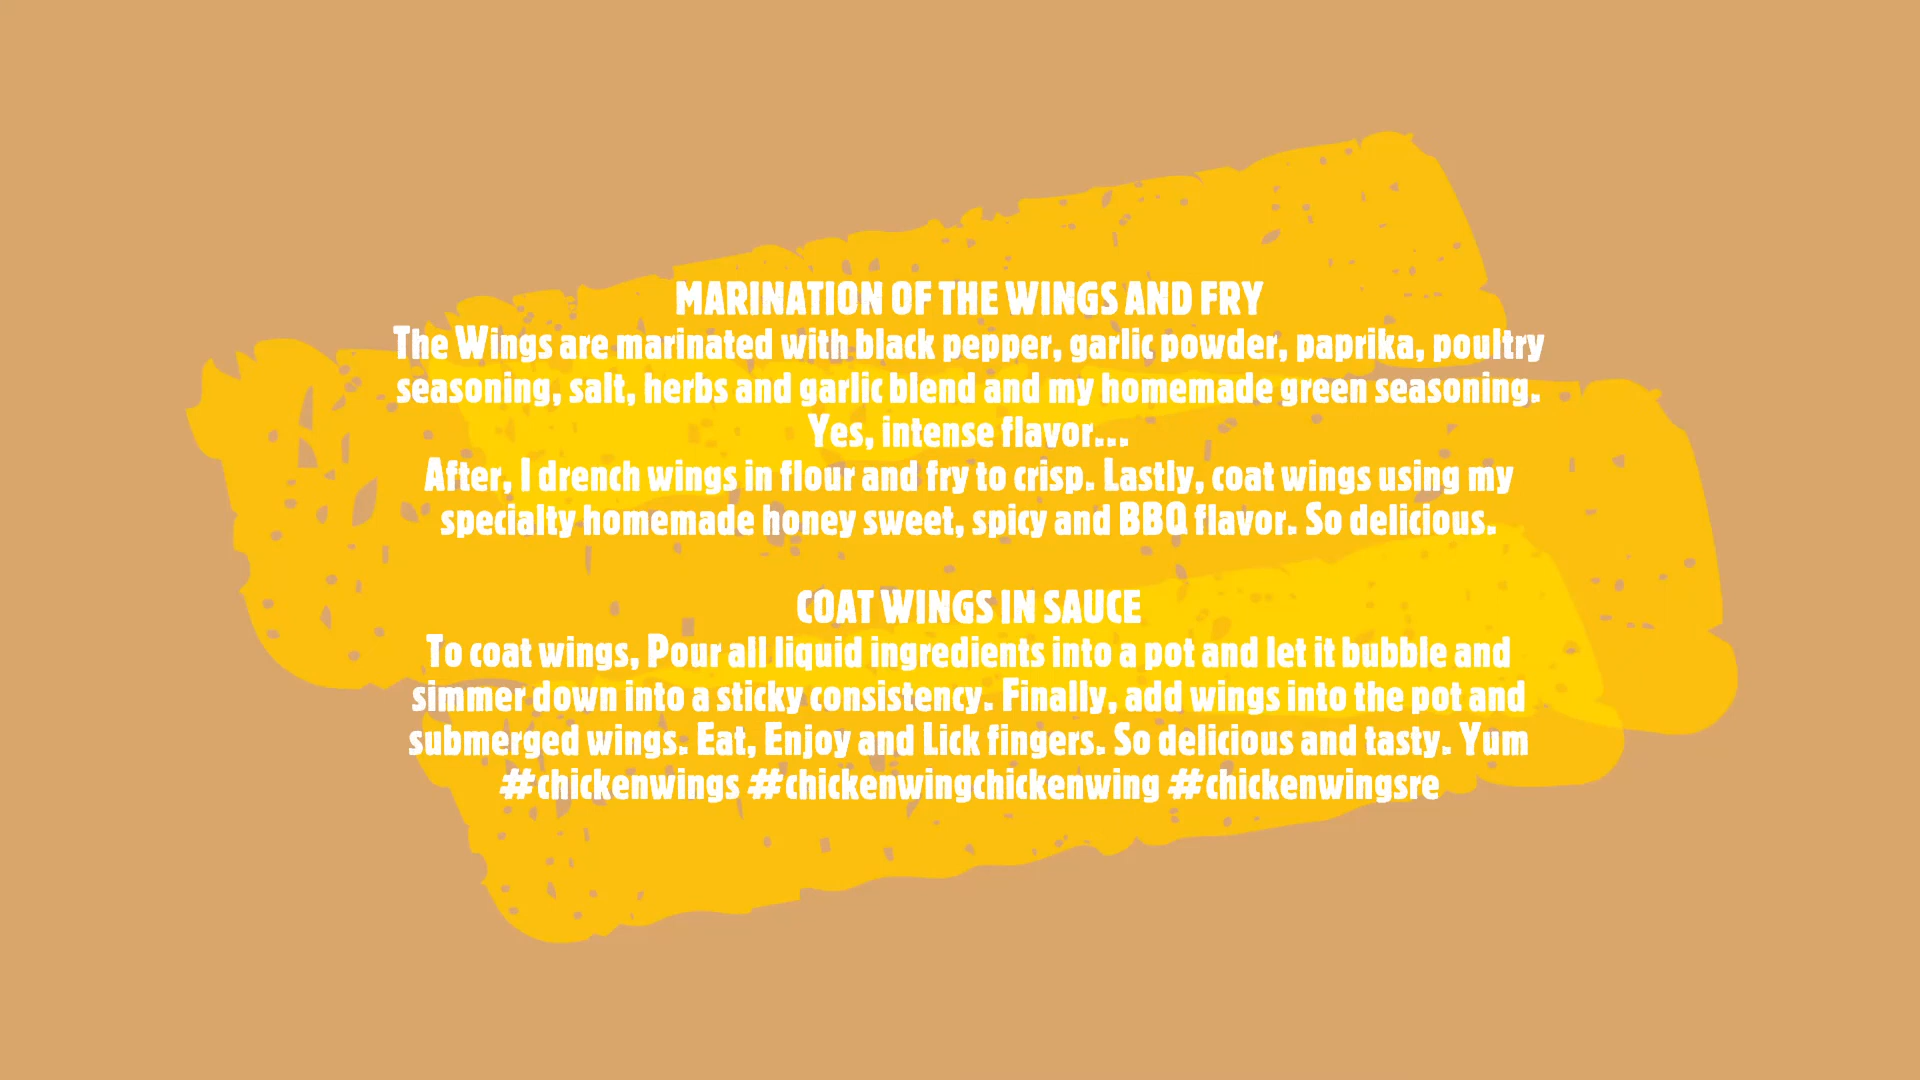 MARINATION OF THE WINGS AND FRY
The Wings are marinated with black pepper, garlic powder, paprika, poultry
seasoning, salt, herbs and garlic blend and my homemade green seasoning.
Yes, intense flavor...
After, I drench wings in flour and fry to crisp. Lastly, coat wings using my
specialty homemade honey sweet, spicy and BBQ flavor. So delicious.
COAT WINGS IN SAUCE
To coat wings, Pour all liquid ingredients into a pot and let it bubble and
simmer down into a sticky consistency. Finally, add wings into the pot and
submerged wings. Eat, Enjoy and Lick fingers. So delicious and tasty. Yum
#chickenwings #chickenwingchickenwing #chickenwingsre